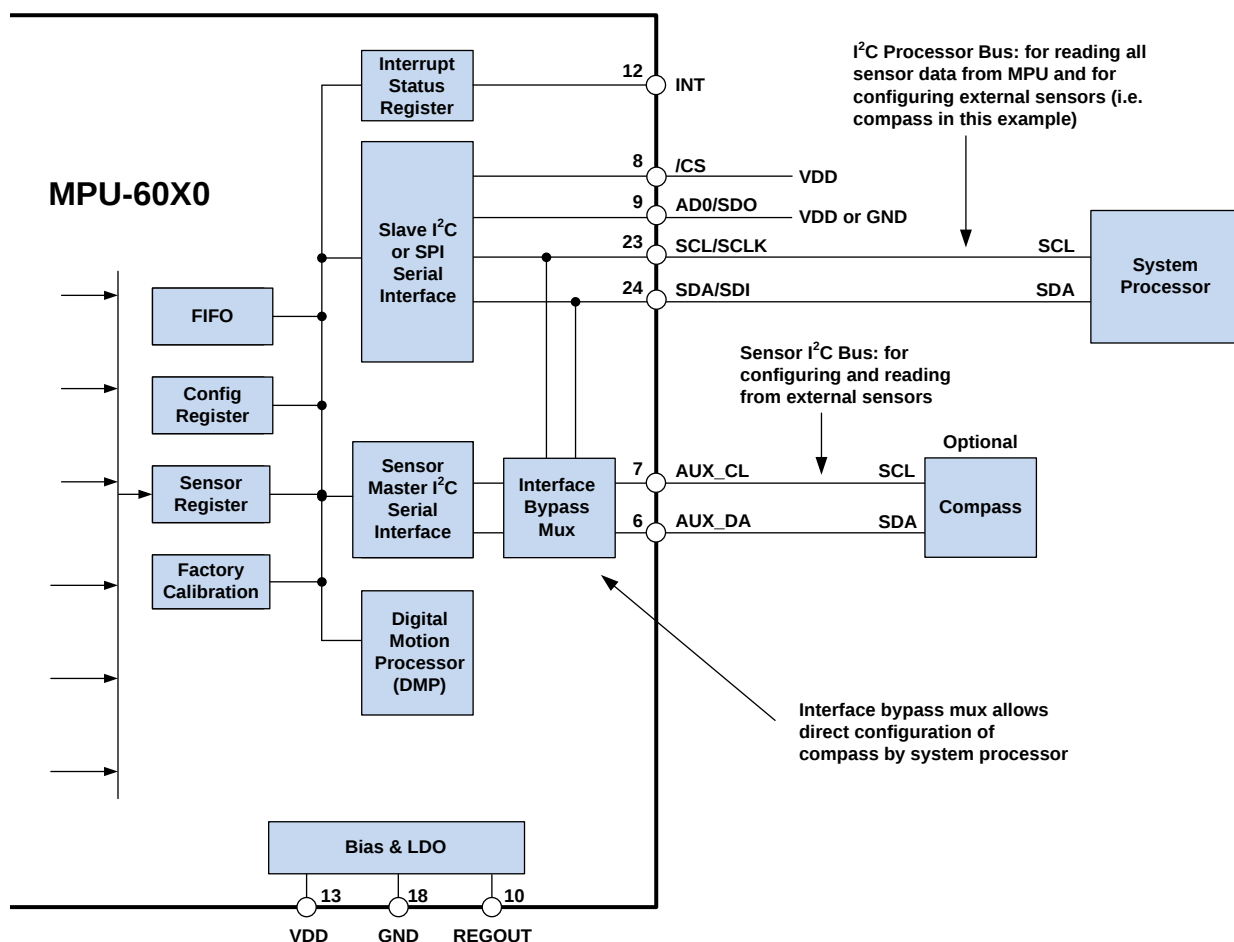 Interrupt
Status
Register
12
INT
I²C Processor Bus: for reading all
sensor data from MPU and for
configuring external sensors (i.e.
compass in this example)
MPU-60X0
Slave I²C
or SPI
Serial
Interface
8
/CS
VDD
9
AD0/SDO
VDD or GND
23
SCL/SCLK
SCL
24
SDA/SDI
SDA
System
Processor
FIFO
Config
Register
Sensor
Register
Factory
Calibration
Sensor I²C Bus: for
configuring and reading
from external sensors
Sensor
Master I²C
Serial
Interface
Interface
Bypass
Mux
7
AUX_CL
SCL
6
AUX_DA
SDA
Optional
Compass
Digital
Motion
Processor
(DMP)
Interface bypass mux allows
direct configuration of
compass by system processor
Bias & LDO
13
18
10
VDD
GND
REGOUT